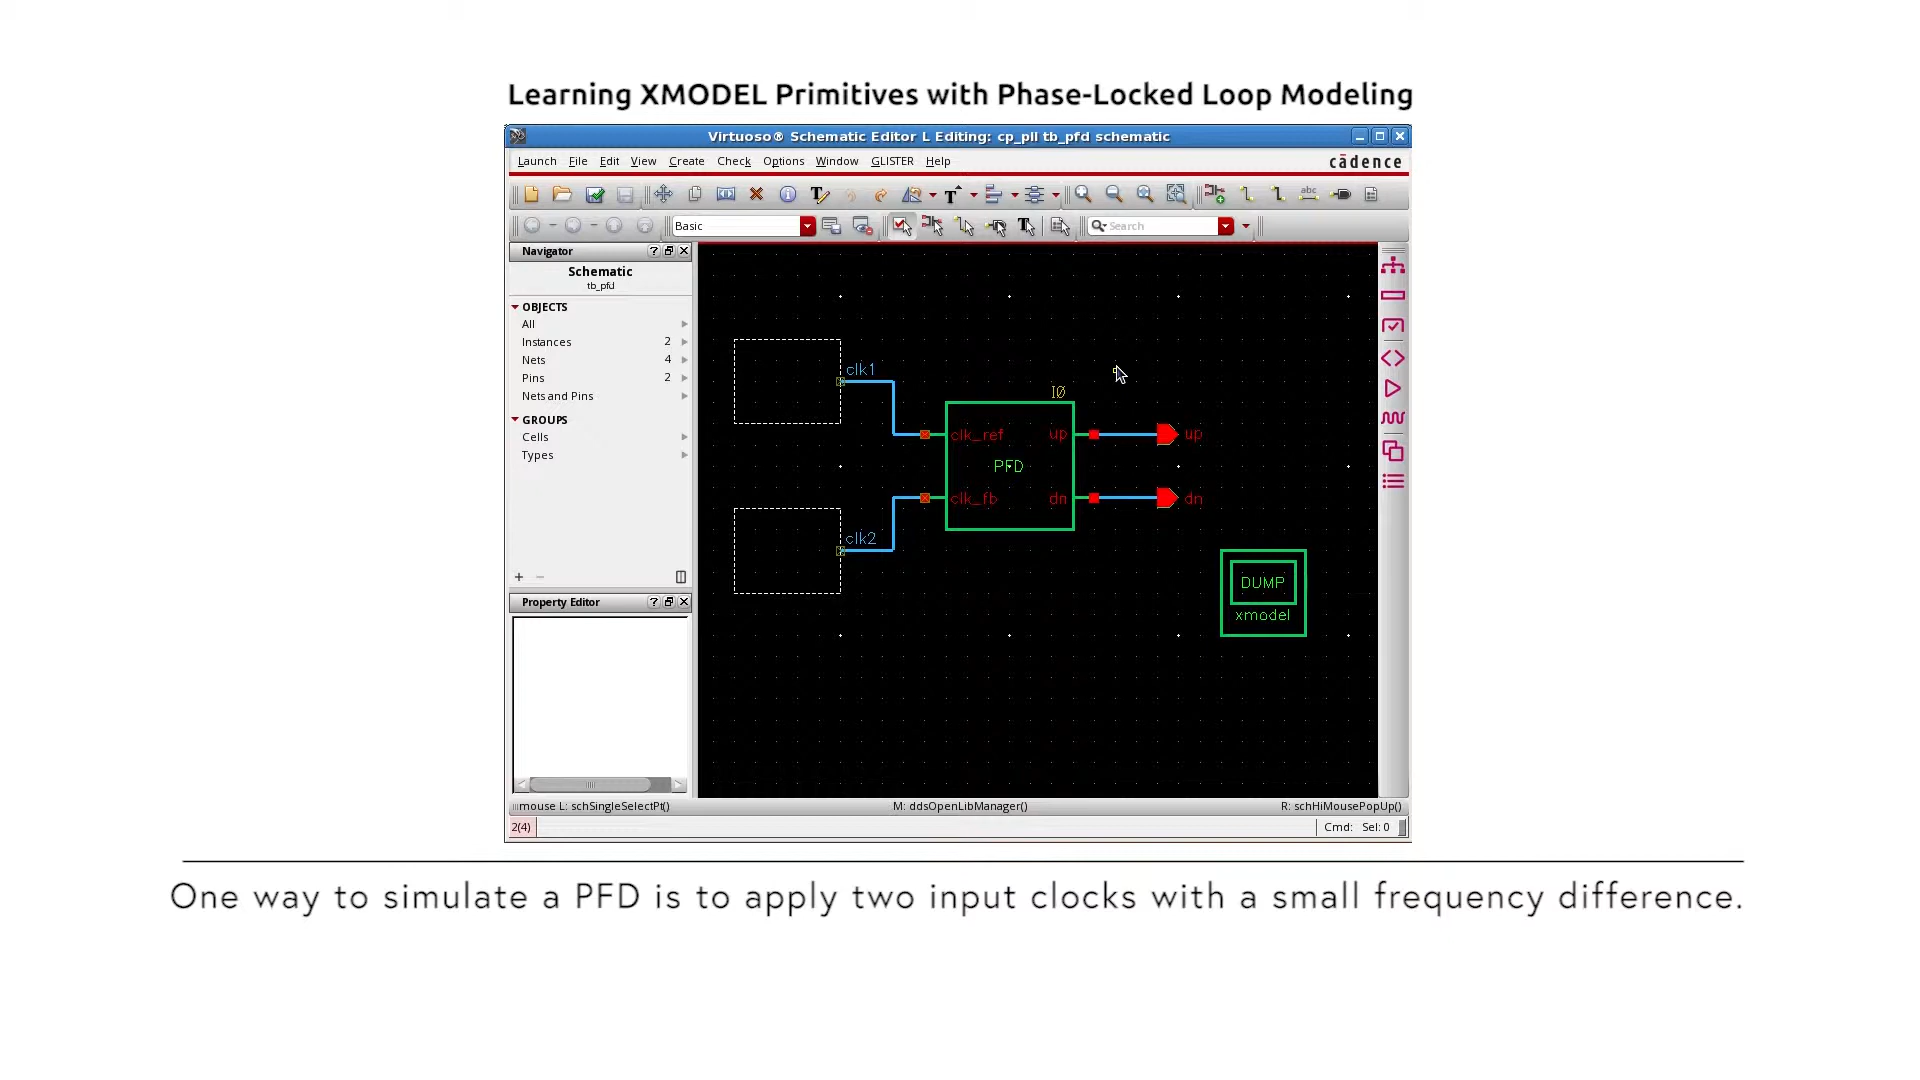 Learning XMODEL Primitives with Phase-Locked Loop Modeling
Virtuoso® Schematic Editor L Editing: cp_pll tb_pfd schematic
Launch File Edit View Create Check Options Window GLISTER Help
cādence
abc
Basic
Search
Navigator
Schematic
tb_pfd
OBJECTS
All
Instances 2
Nets 4
Pins 2
Nets and Pins
GROUPS
Cells
Types
Property Editor
clk1
I0
clk_ref up
up
PFD
clk_fb dn
dn
clk2
DUMP
xmodel
mouse L: schSingleSelectPt() M: ddsOpenLibManager() R: schHiMousePopUp()
2(4) Cmd: Sel: 0
One way to simulate a PFD is to apply two input clocks with a small frequency difference.